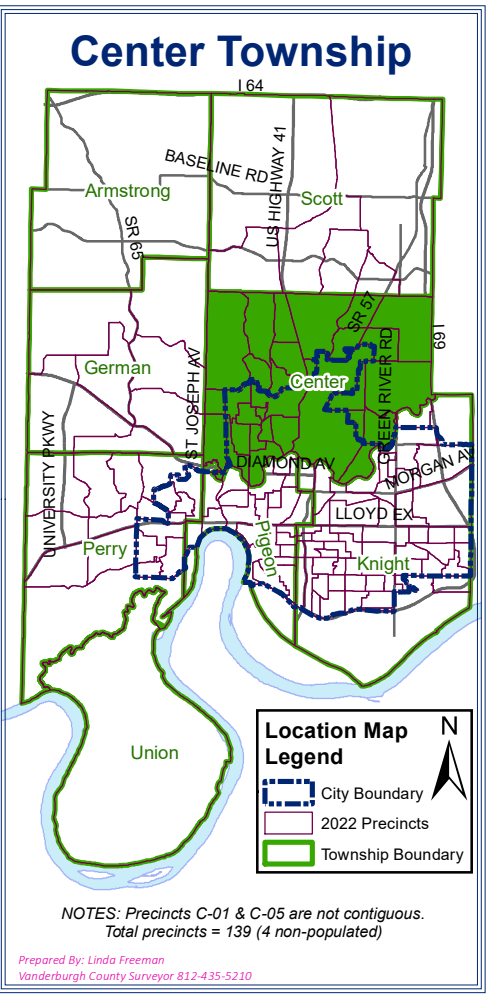 Center Township
I 64
BASELINE RD
US HIGHWAY 41
Armstrong
Scott
SR 65
SR 57
I 69
German
ST JOSEPH AV
Center
GREEN RIVER RD
UNIVERSITY PKWY
DIAMOND AV
MORGAN AV
LLOYD EX
Perry
Pigeon
Knight
Union
Location Map
Legend
N
City Boundary
2022 Precincts
Township Boundary
NOTES: Precincts C-01 & C-05 are not contiguous.
Total precincts = 139 (4 non-populated)
Prepared By: Linda Freeman
Vanderburgh County Surveyor 812-435-5210